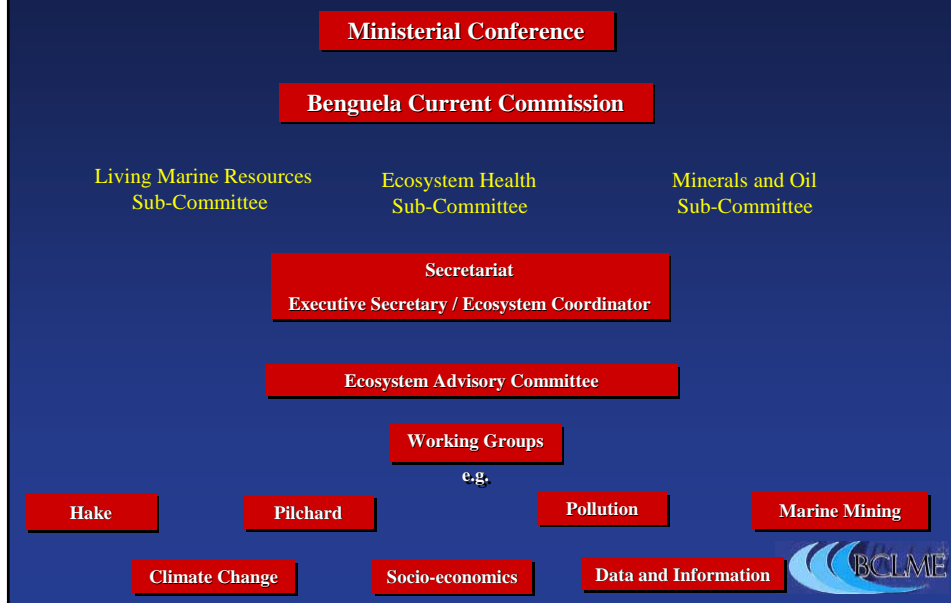 Ministerial Conference
Benguela Current Commission
Living Marine Resources
Sub-Committee
Ecosystem Health
Sub-Committee
Minerals and Oil
Sub-Committee
Secretariat
Executive Secretary / Ecosystem Coordinator
Ecosystem Advisory Committee
Working Groups
e.g.
Hake
Pilchard
Pollution
Marine Mining
Climate Change
Socio-economics
Data and Information
BCLME